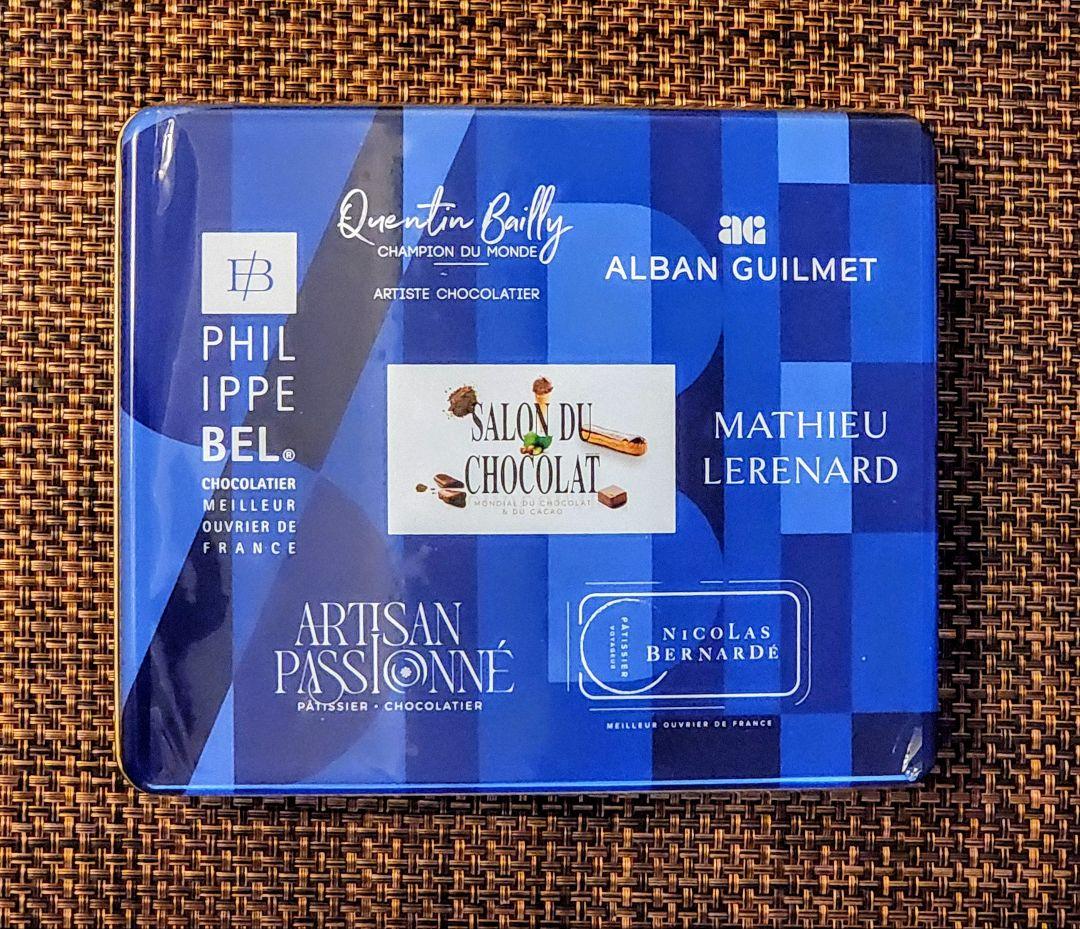 Quentin Bailly
CHAMPION DU MONDE
ARTISTE CHOCOLATIER
ag
ALBAN GUILMET
PB
PHIL
IPPE
BEL®
CHOCOLATIER
MEILLEUR
OUVRIER DE
FRANCE
SALON DU
CHOCOLAT
MONDIAL DU CHOCOLAT
& DU CACAO
MATHIEU
LERENARD
ARTISAN
PASSIONNÉ
PÂTISSIER • CHOCOLATIER
PÂTISSIER
VOYAGEUR
NICOLAS
BERNARDÉ
MEILLEUR OUVRIER DE FRANCE